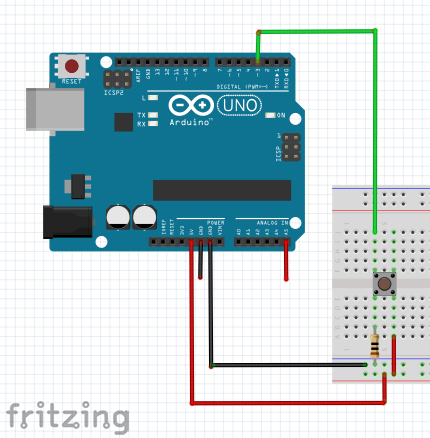 RESET
ICSP2
AREF
GND
13
12
~11
~10
~9
8
7
~6
~5
4
~3
2
TX▶1
RX◀0
DIGITAL (PWM=~)
L
TX
RX
UNO
Arduino™
ON
ICSP
1
POWER
ANALOG IN
IOREF
RESET
3V3
5V
GND
GND
VIN
A0
A1
A2
A3
A4
A5
fritzing